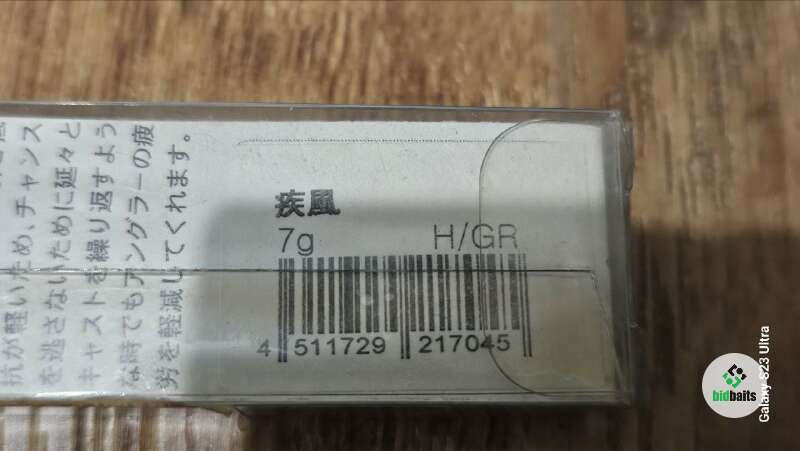 抗が軽いため、チャンス
を逃さないために延々と
キャストを繰り返すよう
な時でもアングラーの疲
労を軽減してくれます。
疾風
7g H/GR
4 511729 217045
bidbaits
Galaxy S23 Ultra